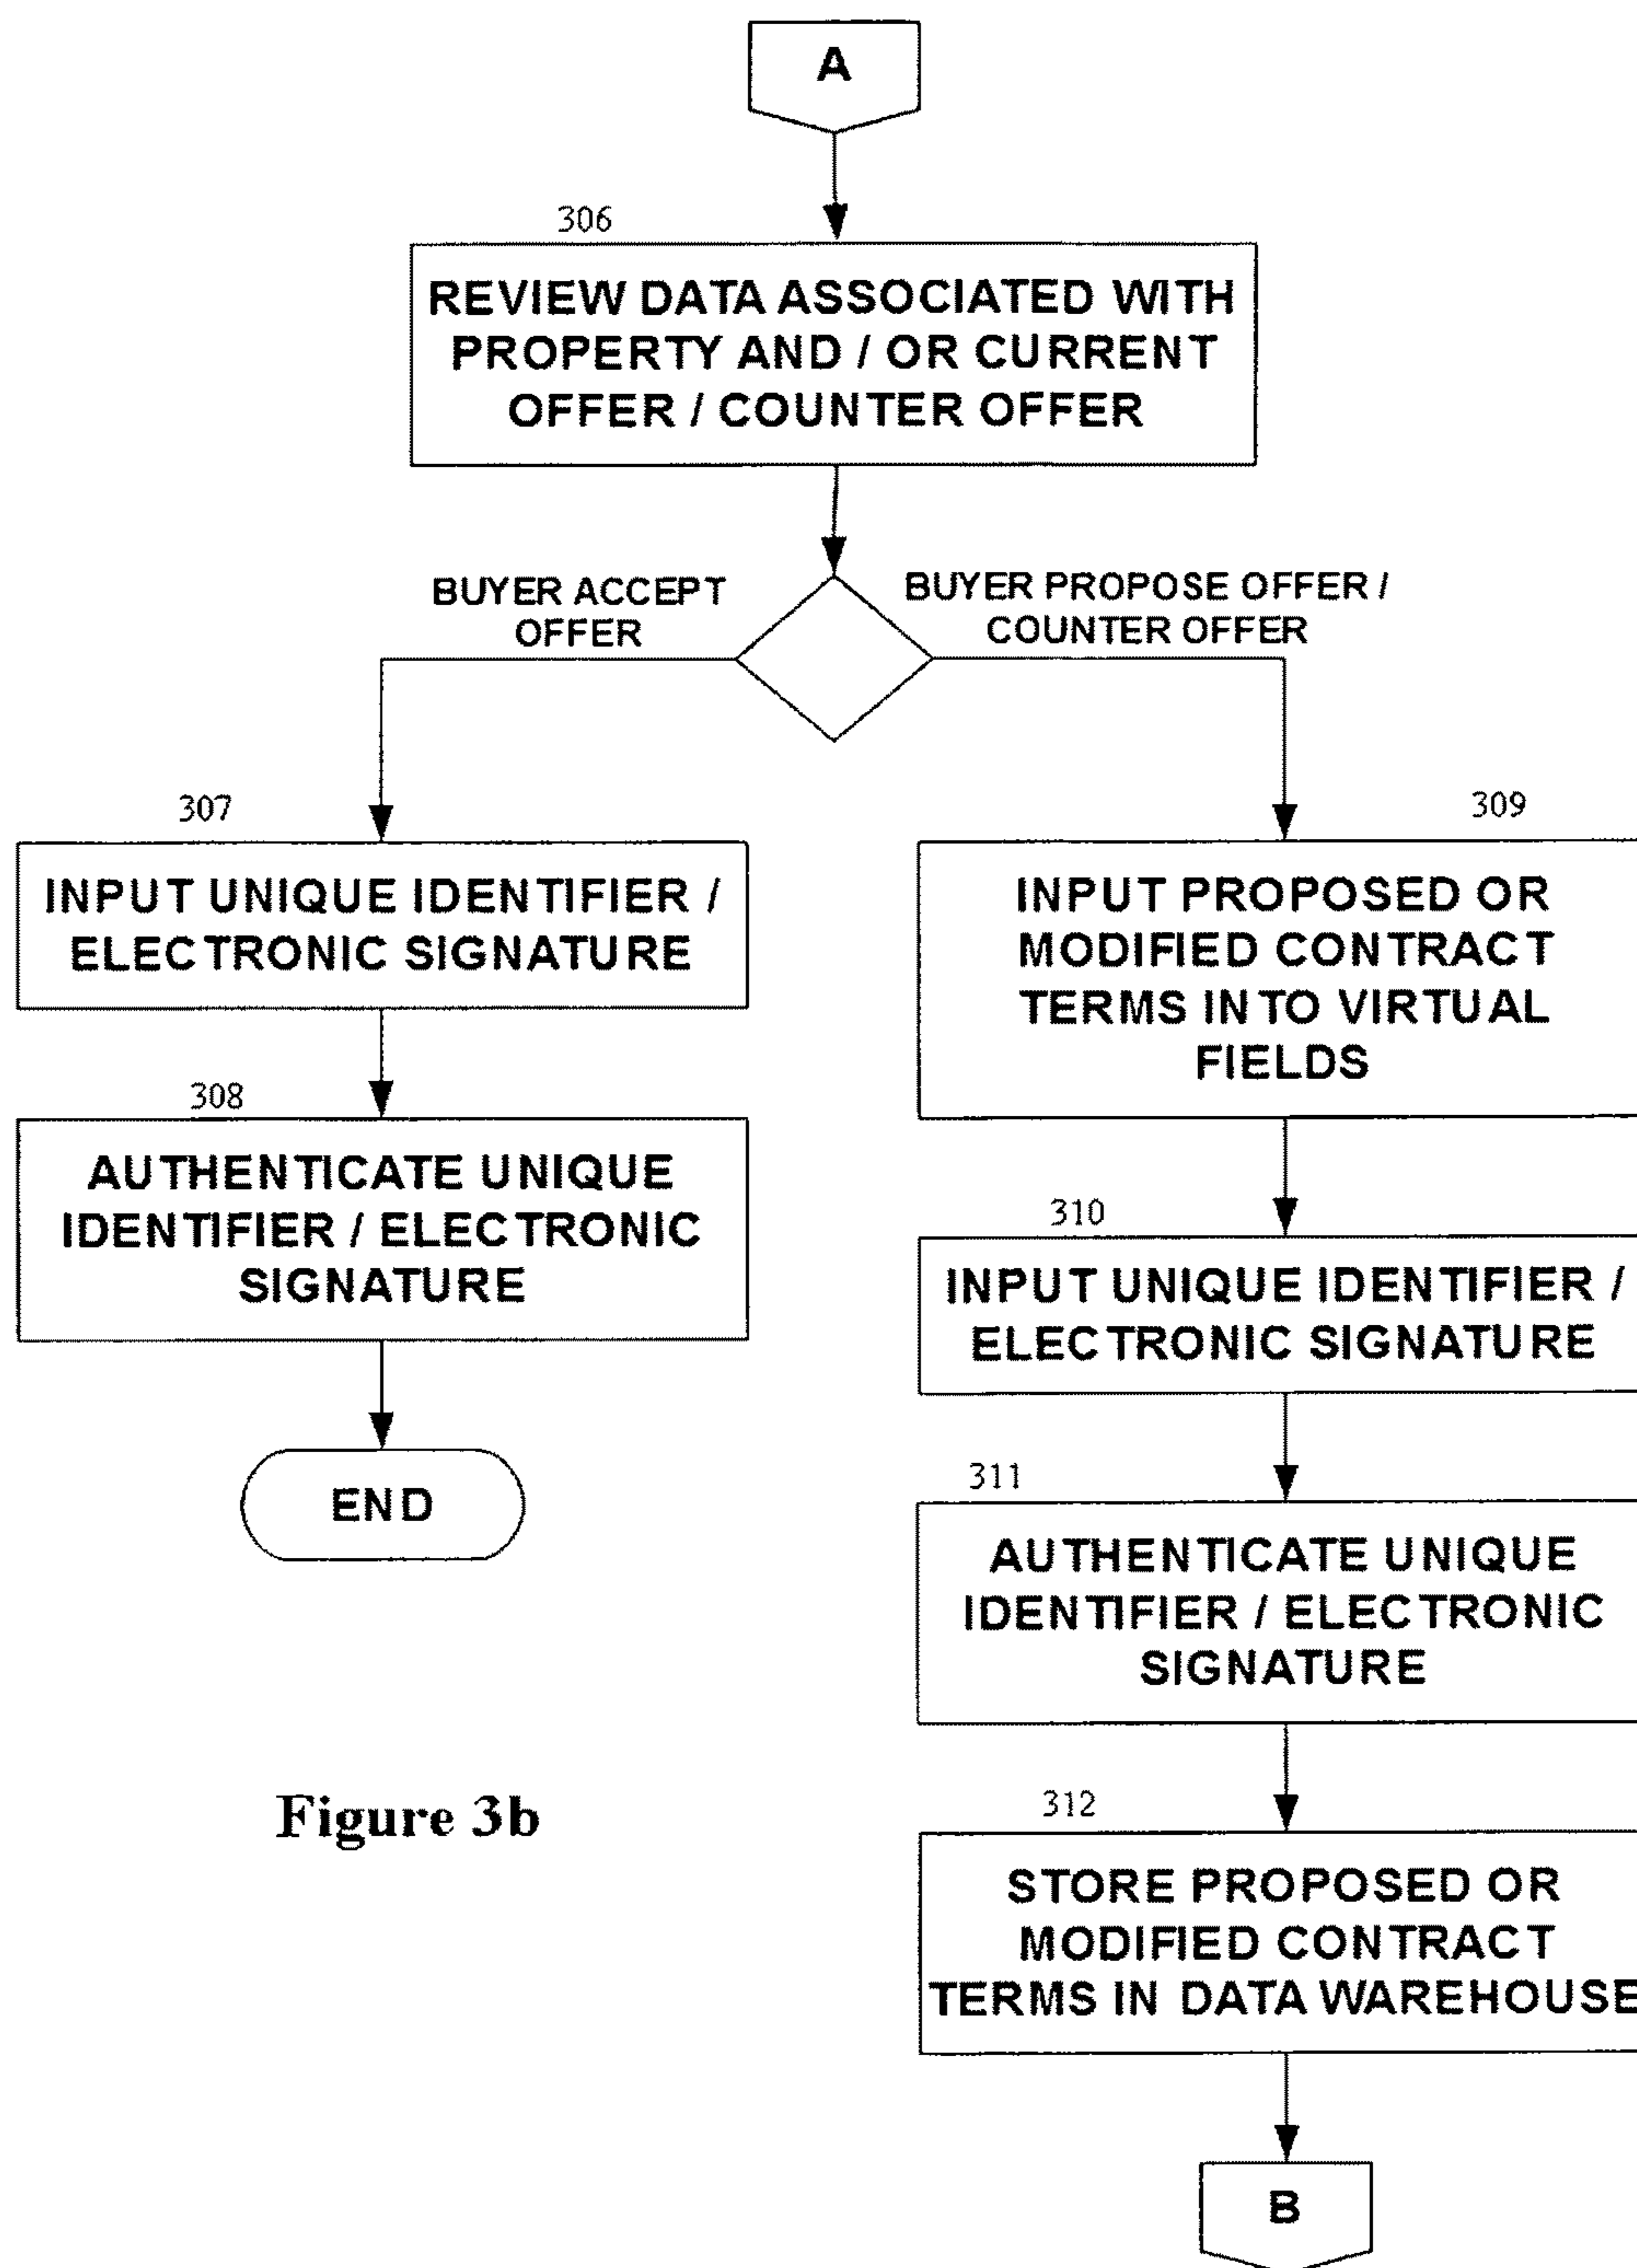 A
306
REVIEW DATA ASSOCIATED WITH
PROPERTY AND / OR CURRENT
OFFER / COUNTER OFFER
BUYER ACCEPT
OFFER
BUYER PROPOSE OFFER /
COUNTER OFFER
307
INPUT UNIQUE IDENTIFIER /
ELECTRONIC SIGNATURE
308
AUTHENTICATE UNIQUE
IDENTIFIER / ELECTRONIC
SIGNATURE
END
309
INPUT PROPOSED OR
MODIFIED CONTRACT
TERMS INTO VIRTUAL
FIELDS
310
INPUT UNIQUE IDENTIFIER /
ELECTRONIC SIGNATURE
311
AUTHENTICATE UNIQUE
IDENTIFIER / ELECTRONIC
SIGNATURE
312
STORE PROPOSED OR
MODIFIED CONTRACT
TERMS IN DATA WAREHOUSE
B
Figure 3b